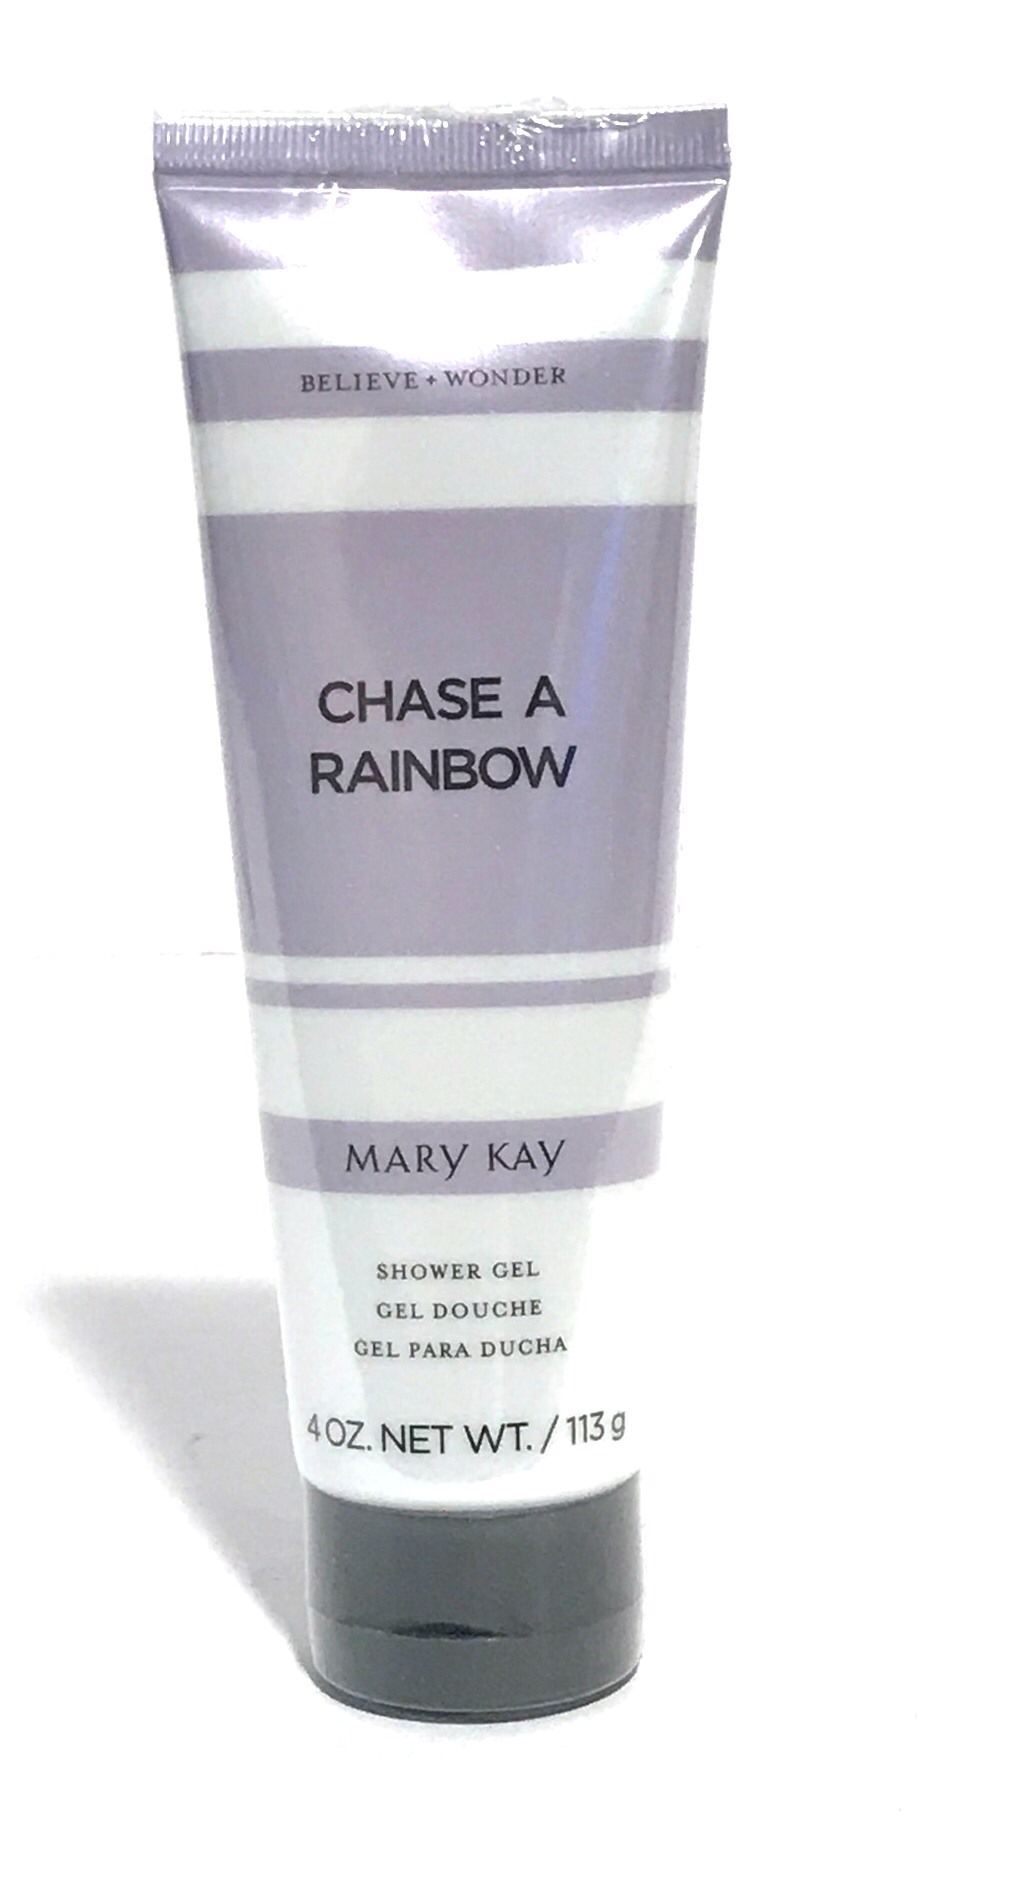 BELIEVE + WONDER
CHASE A
RAINBOW
MARY KAY
SHOWER GEL
GEL DOUCHE
GEL PARA DUCHA
4 OZ. NET WT. / 113 g